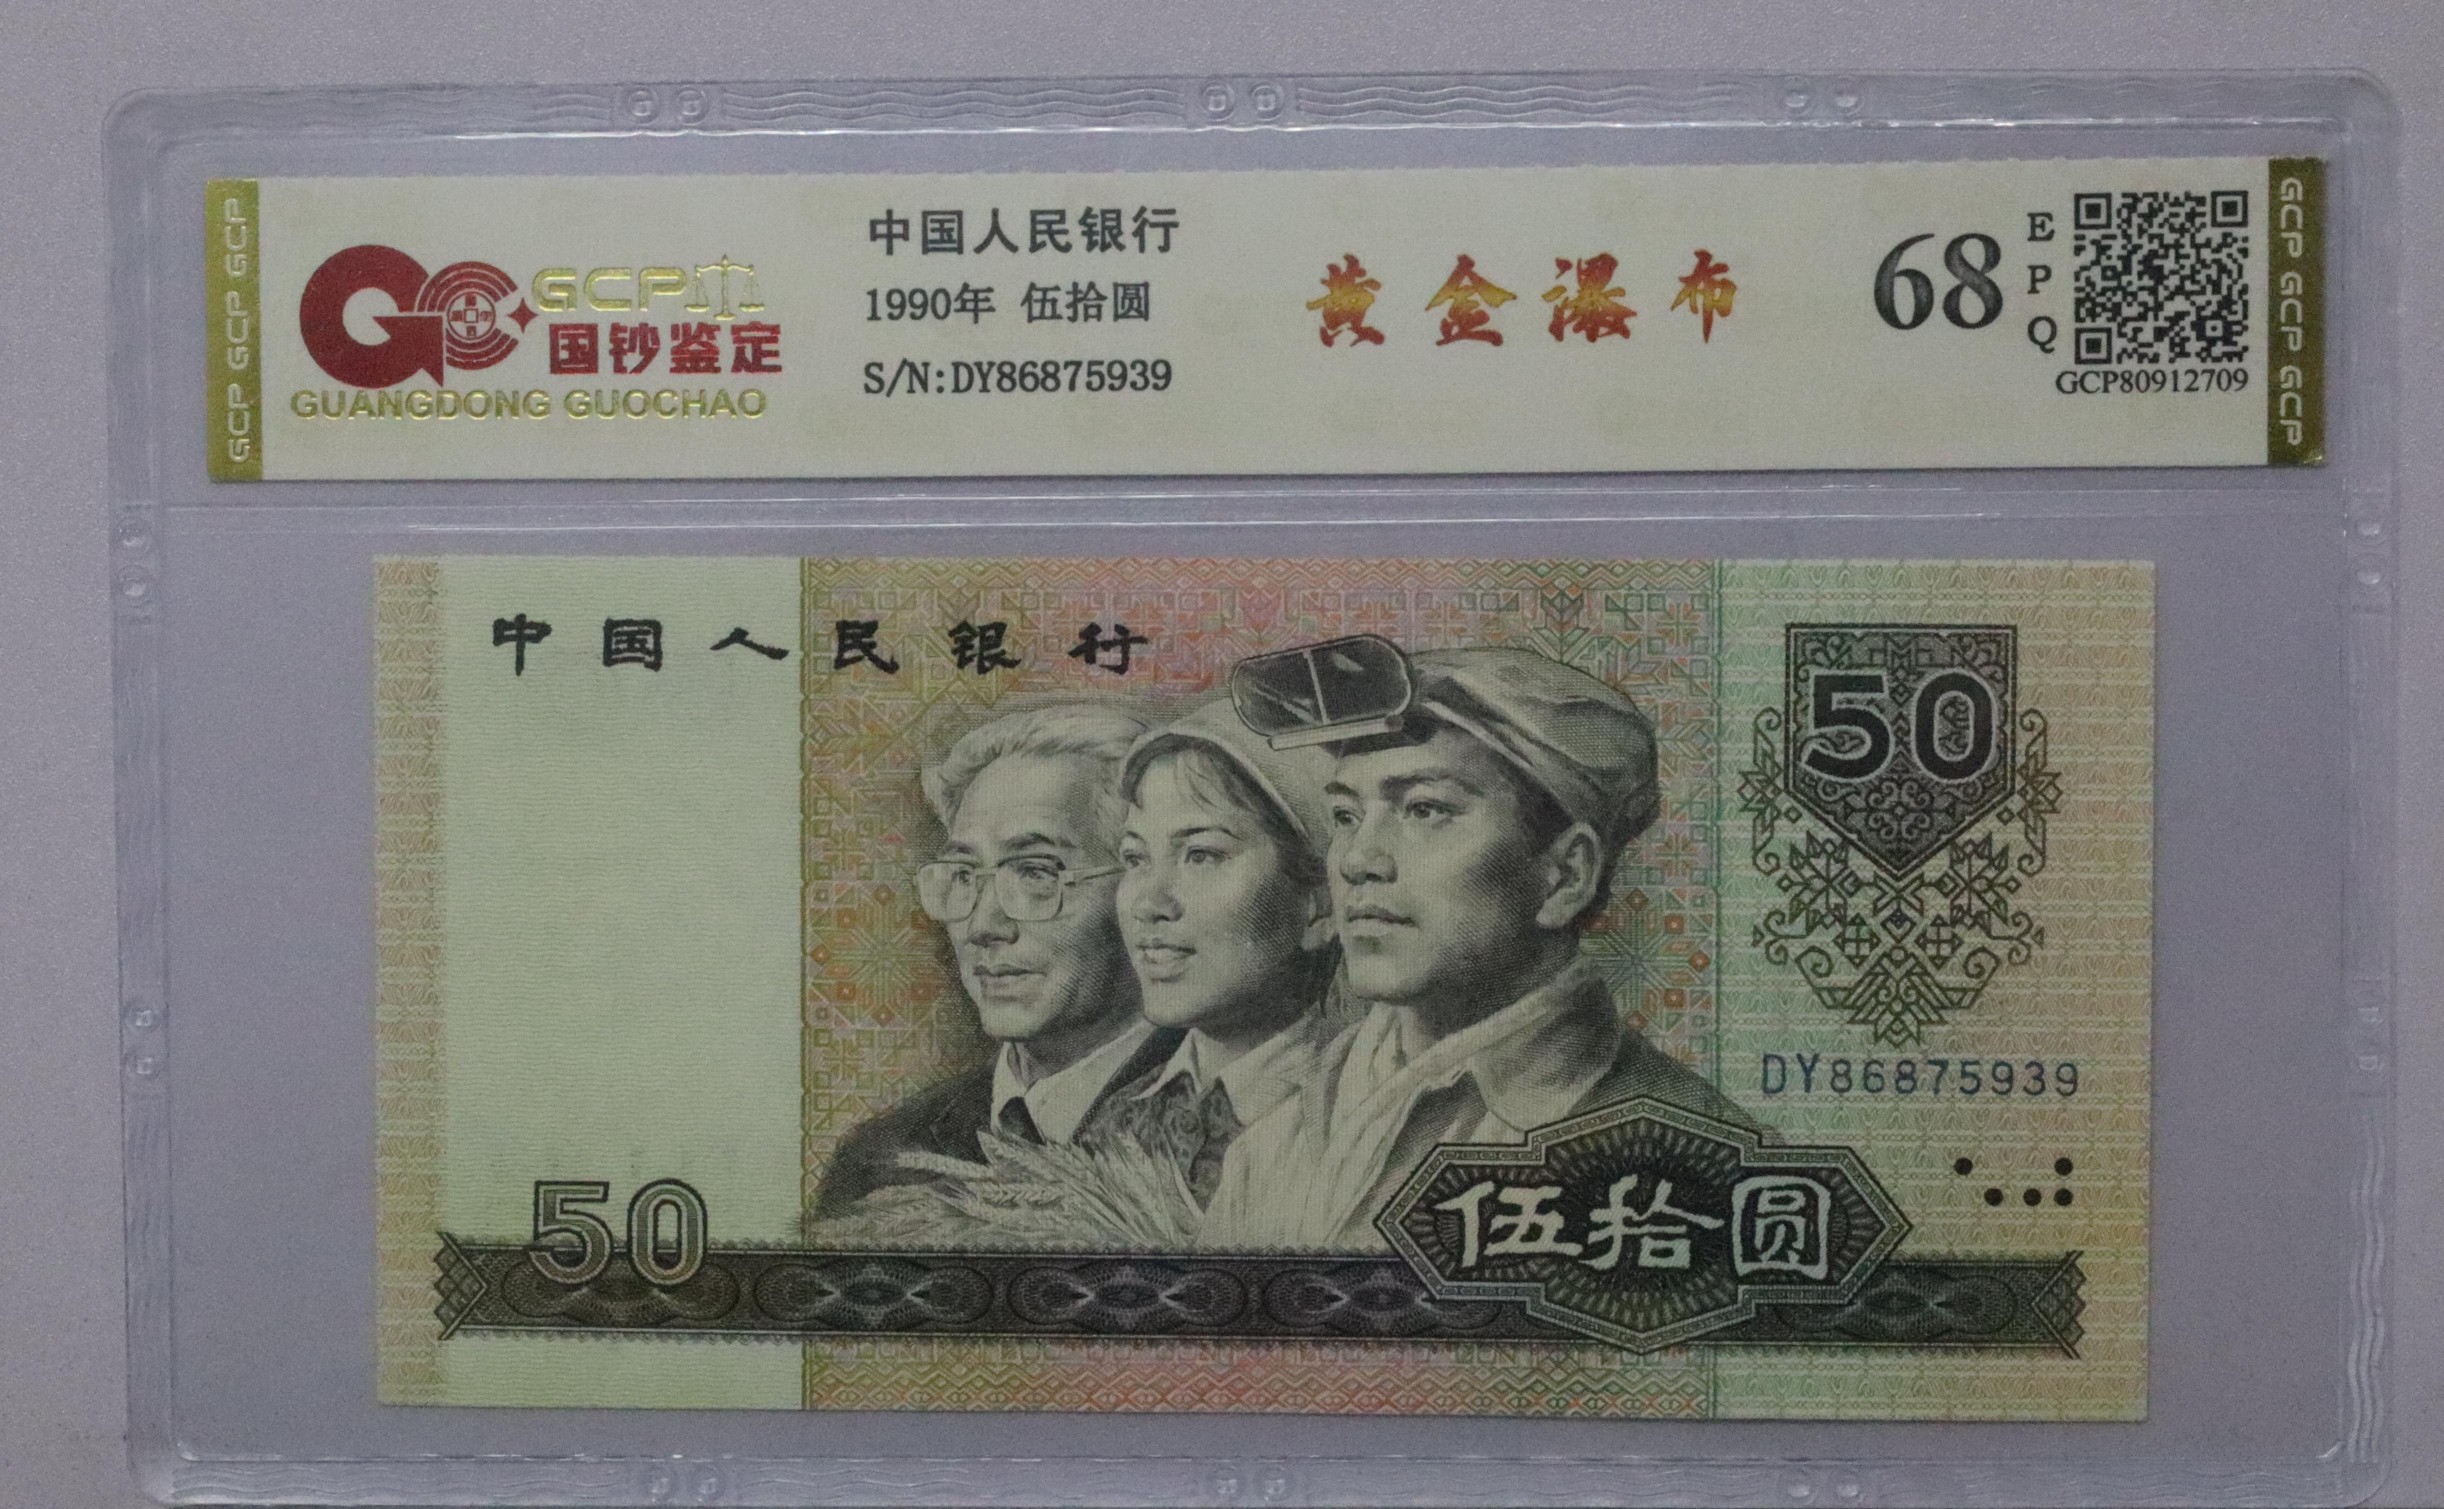 GCP GCP GCP
GCP
国钞鉴定
GUANGDONG GUOCHAO
中国人民银行
1990年 伍拾圆
S/N:DY86875939
黄金瀑布
68
EPQ
GCP80912709
GCP GCP GCP
中国人民银行
50
DY86875939
50
伍拾圆